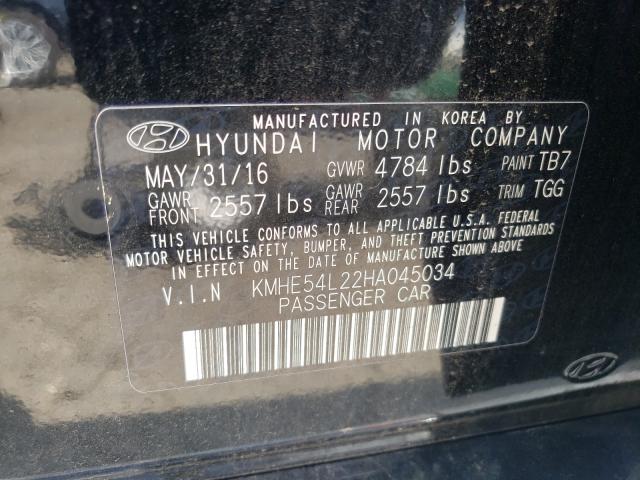 MANUFACTURED IN KOREA BY
HYUNDAI MOTOR COMPANY
MAY/31/16 GVWR 4784 lbs PAINT TB7
GAWR FRONT 2557 lbs GAWR REAR 2557 lbs TRIM TGG
THIS VEHICLE CONFORMS TO ALL APPLICABLE U.S.A. FEDERAL
MOTOR VEHICLE SAFETY, BUMPER, AND THEFT PREVENTION STANDARDS
IN EFFECT ON THE DATE OF MANUFACTURE SHOWN ABOVE
V.I.N KMHE54L22HA045034
PASSENGER CAR